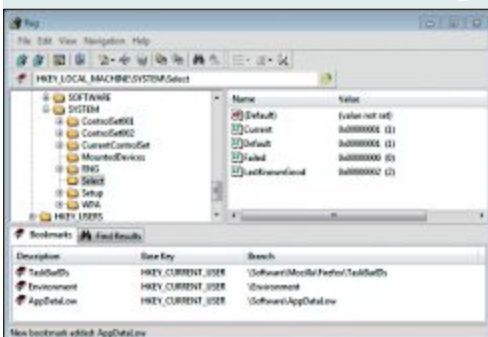 Reg
File Edit View Navigation Help
HKEY_LOCAL_MACHINE\SYSTEM\Select
SOFTWARE
SYSTEM
ControlSet001
ControlSet002
CurrentControlSet
MountedDevices
RNG
Select
Setup
WPA
HKEY_USERS
Name Value
(Default) (value not set)
Current 0x00000001 (1)
Default 0x00000001 (1)
Failed 0x00000000 (0)
LastKnownGood 0x00000002 (2)
Bookmarks Find Results
Description Base Key Branch
TaskBarIDs HKEY_CURRENT_USER \Software\Mozilla\Firefox\TaskBarIDs
Environment HKEY_CURRENT_USER \Environment
AppDataLow HKEY_CURRENT_USER \Software\AppDataLow
New bookmark added: AppDataLow